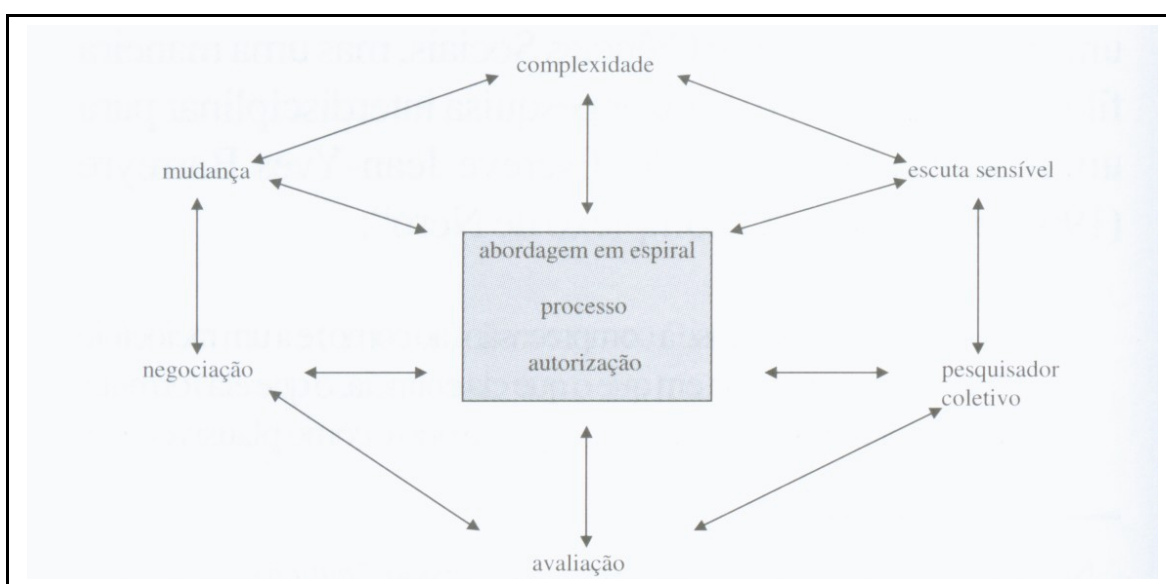 complexidade
mudança
escuta sensível
abordagem em espiral
processo
autorização
negociação
pesquisador
coletivo
avaliação